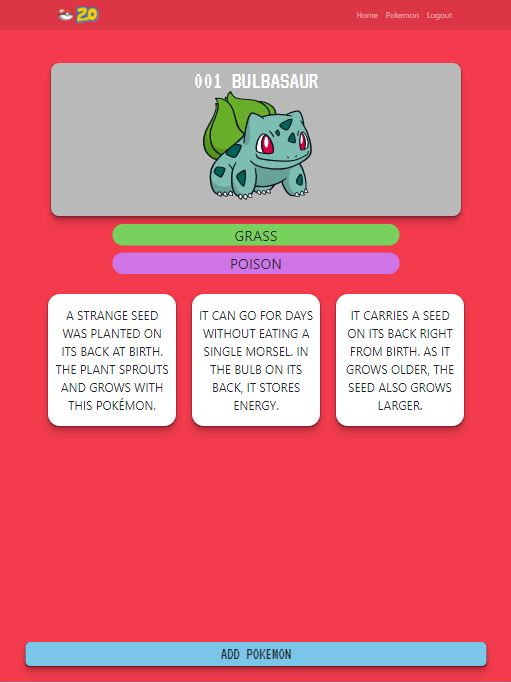 2.0
Home Pokemon Logout
001 BULBASAUR
GRASS
POISON
A STRANGE SEED
WAS PLANTED ON
ITS BACK AT BIRTH.
THE PLANT SPROUTS
AND GROWS WITH
THIS POKÉMON.
IT CAN GO FOR DAYS
WITHOUT EATING A
SINGLE MORSEL. IN
THE BULB ON ITS
BACK, IT STORES
ENERGY.
IT CARRIES A SEED
ON ITS BACK RIGHT
FROM BIRTH. AS IT
GROWS OLDER, THE
SEED ALSO GROWS
LARGER.
ADD POKEMON